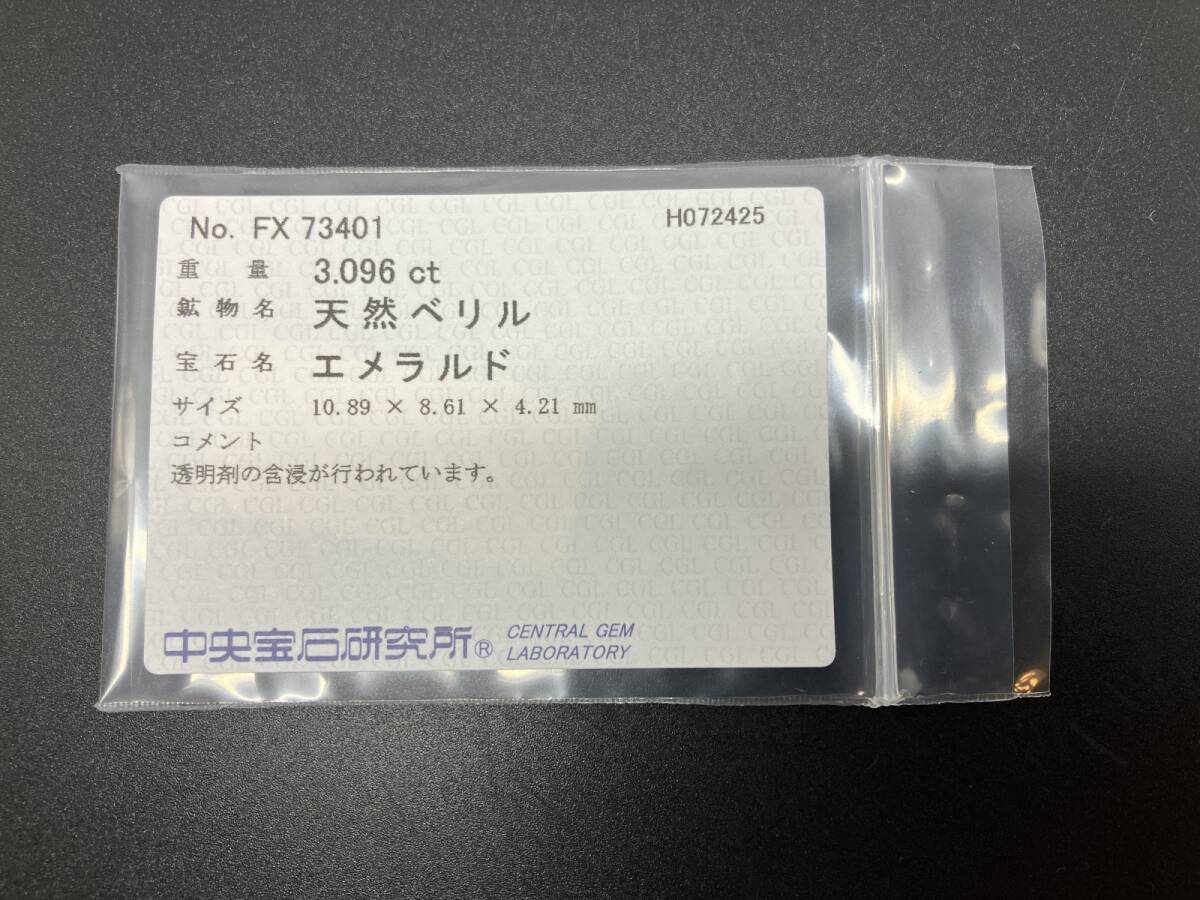 No. FX 73401 H072425
重量 3.096 ct
鉱物名 天然ベリル
宝石名 エメラルド
サイズ 10.89 × 8.61 × 4.21 mm
コメント
透明剤の含浸が行われています。
中央宝石研究所® CENTRAL GEM
LABORATORY